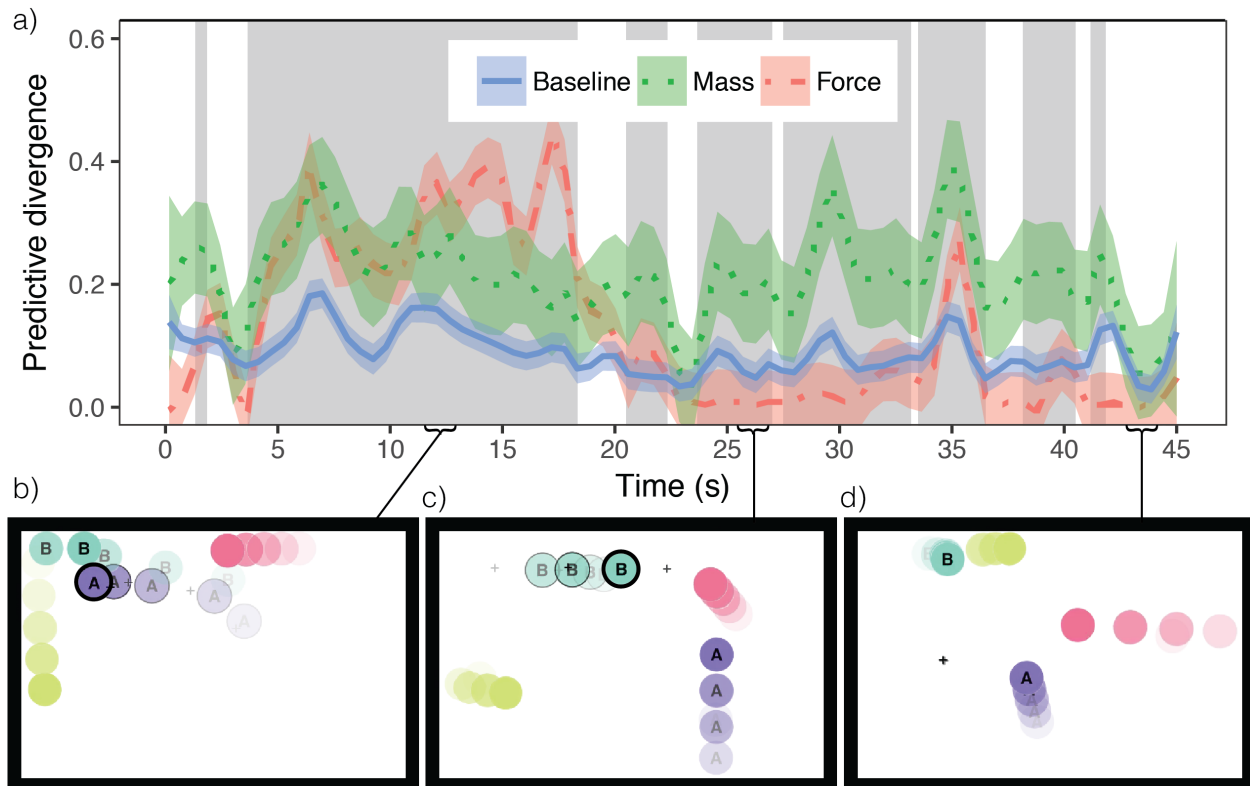 a)
0.6
0.4
0.2
0.0
Predictive divergence
Baseline Mass Force
0 5 10 15 20 25 30 35 40 45
Time (s)
b)
B B B B B
A A A A A
c)
B B B B
A
A
A
A
d)
B B
A
A
A